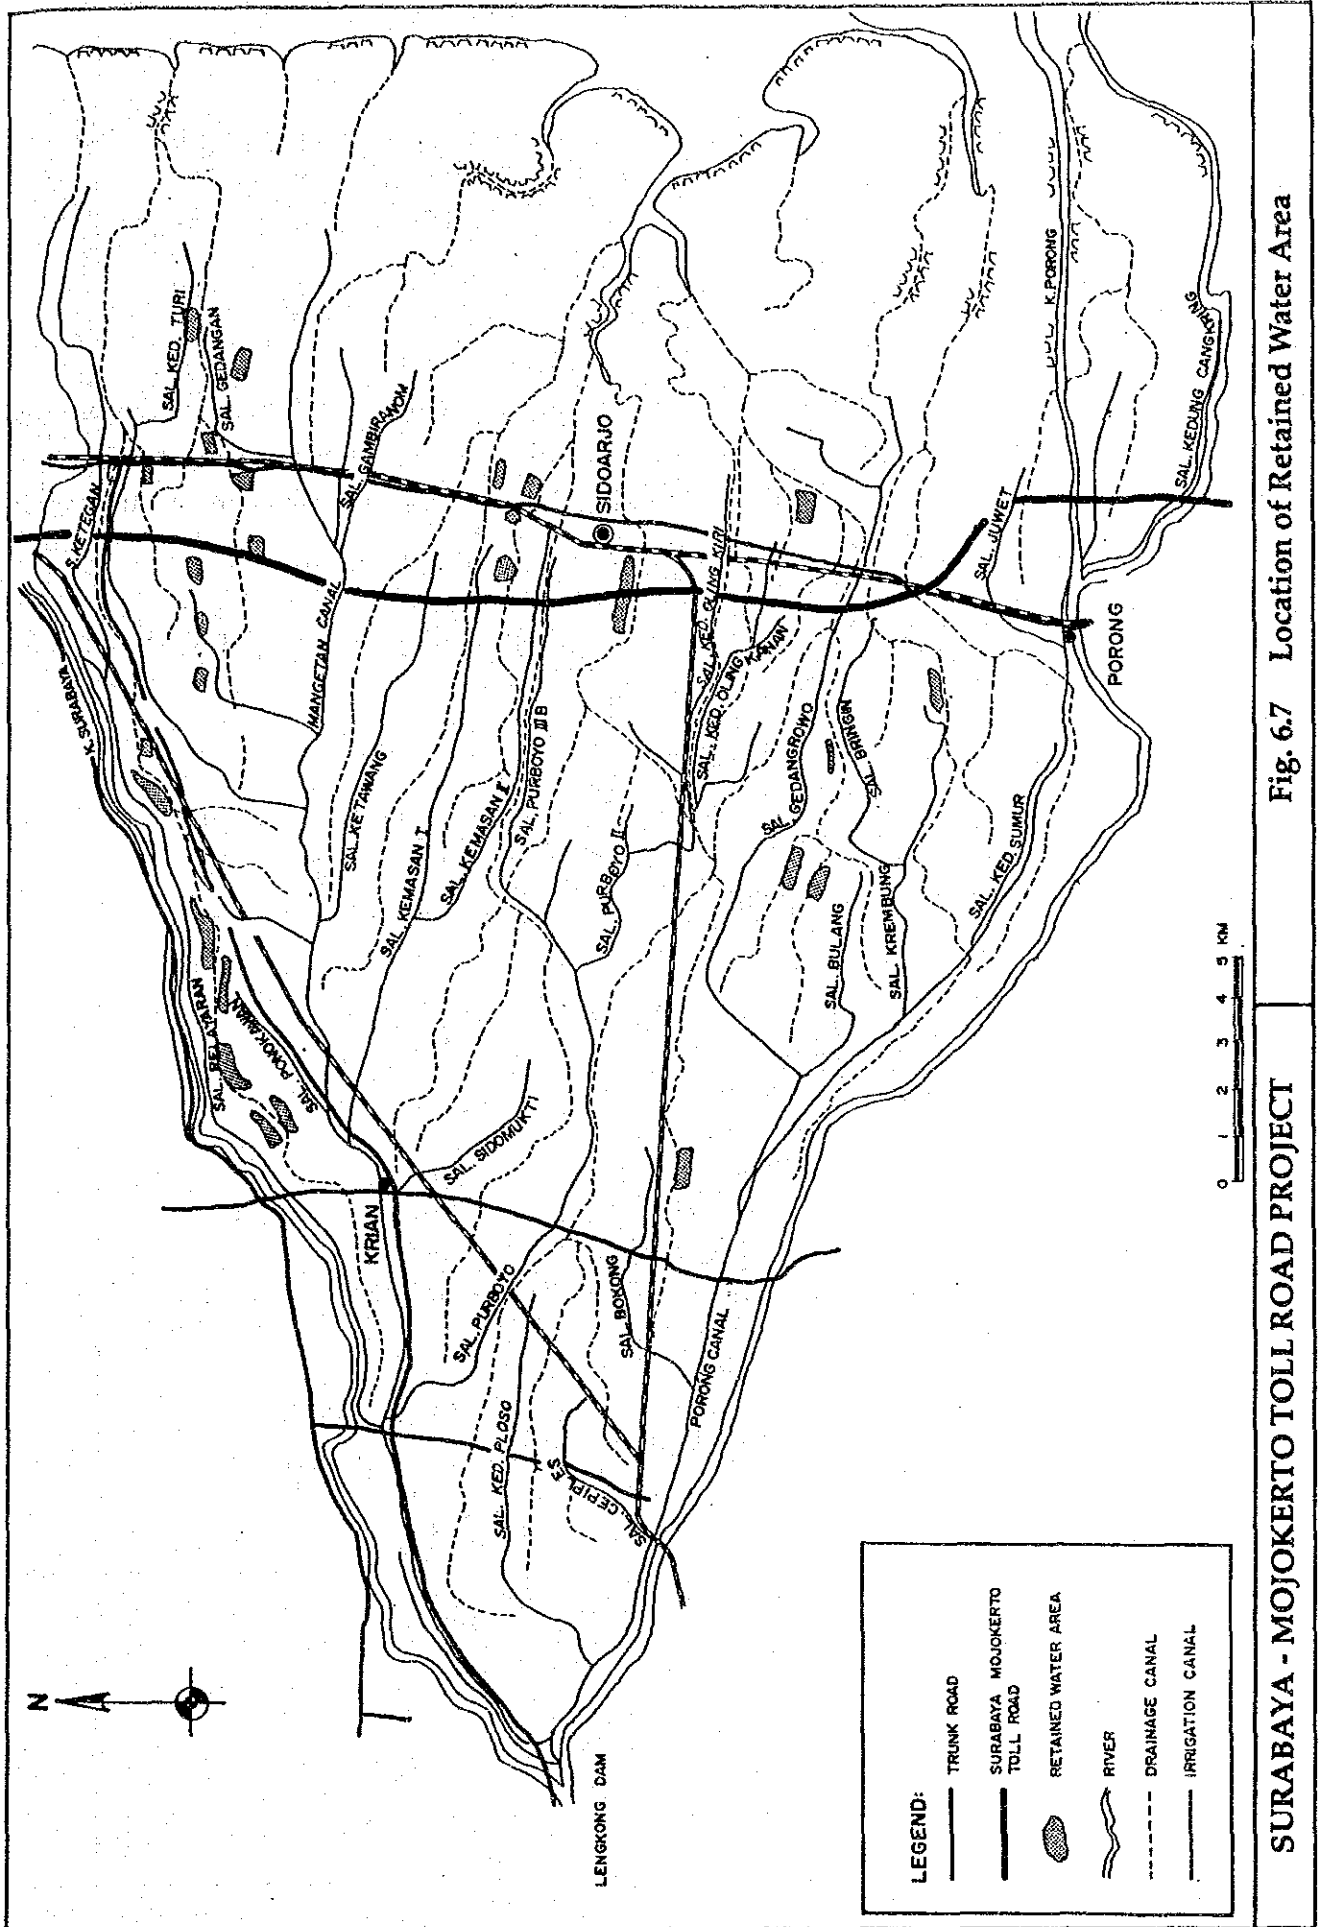 N
LENGKONG DAM
K. SURABAYA
S. KETEGAN
SAL. KED. TURI
SAL. GEDANGAN
SAL. GAMBIRANOM
MANGETAN CANAL
SAL. KETAWANG
SAL. KEMASAN I
SAL. KEMASAN II
SAL. PURBOYO III B
SIDOARJO
SAL. PELAYARAN
SAL. PONOKAWAN
KRIAN
SAL. SIDOMUKTI
SAL. PURBOYO
SAL. PURBOYO II
SAL. KED. PLOSO
SAL. CEPIPLES
SAL. BOKONG
PORONG CANAL
SAL. KED. OLING KIRI
SAL. KED. OLING KANAN
SAL. GEDANGROWO
SAL. BRINGIN
SAL. BULANG
SAL. KREMBUNG
SAL. KED. SUMUR
SAL. JUWET
PORONG
K. PORONG
SAL. KEDUNG CANGKRING
0 1 2 3 4 5 KM
LEGEND:
TRUNK ROAD
SURABAYA MOJOKERTO
TOLL ROAD
RETAINED WATER AREA
RIVER
DRAINAGE CANAL
IRRIGATION CANAL
SURABAYA - MOJOKERTO TOLL ROAD PROJECT
Fig. 6.7 Location of Retained Water Area